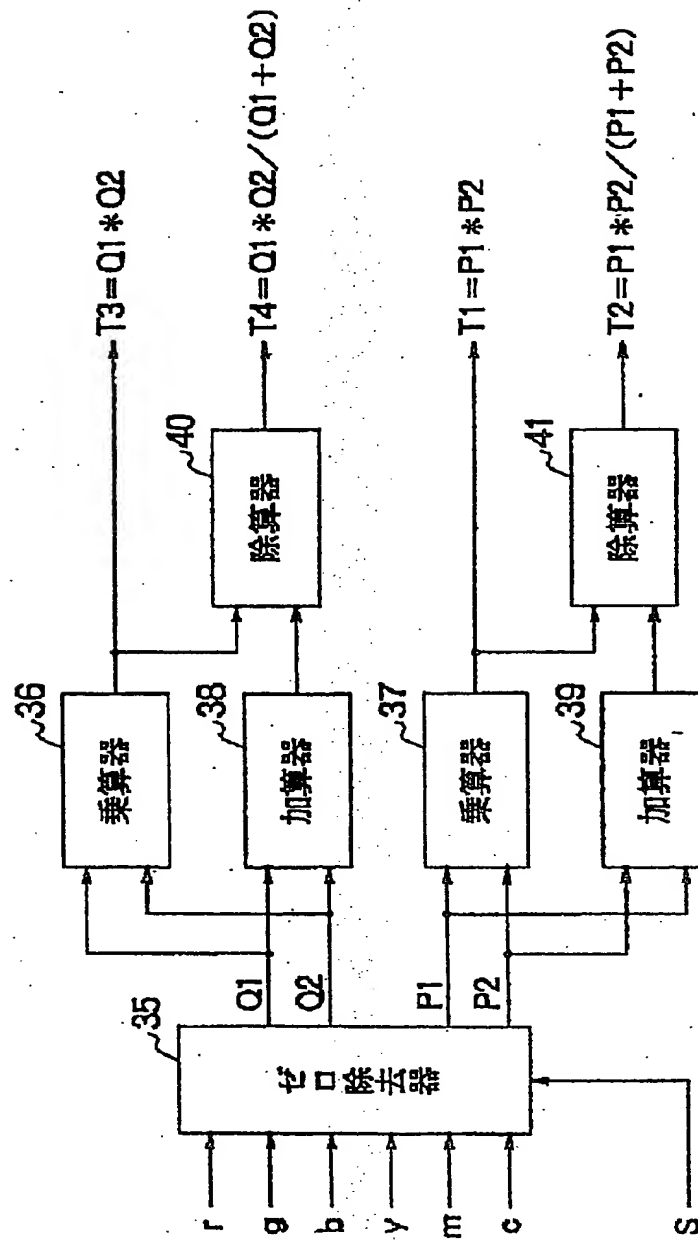 r
g
b
y
m
c
S
35
ゼロ除去器
Q1
Q2
P1
P2
36
乗算器
38
加算器
37
乗算器
39
加算器
40
除算器
41
除算器
T3=Q1*Q2
T4=Q1*Q2/(Q1+Q2)
T1=P1*P2
T2=P1*P2/(P1+P2)